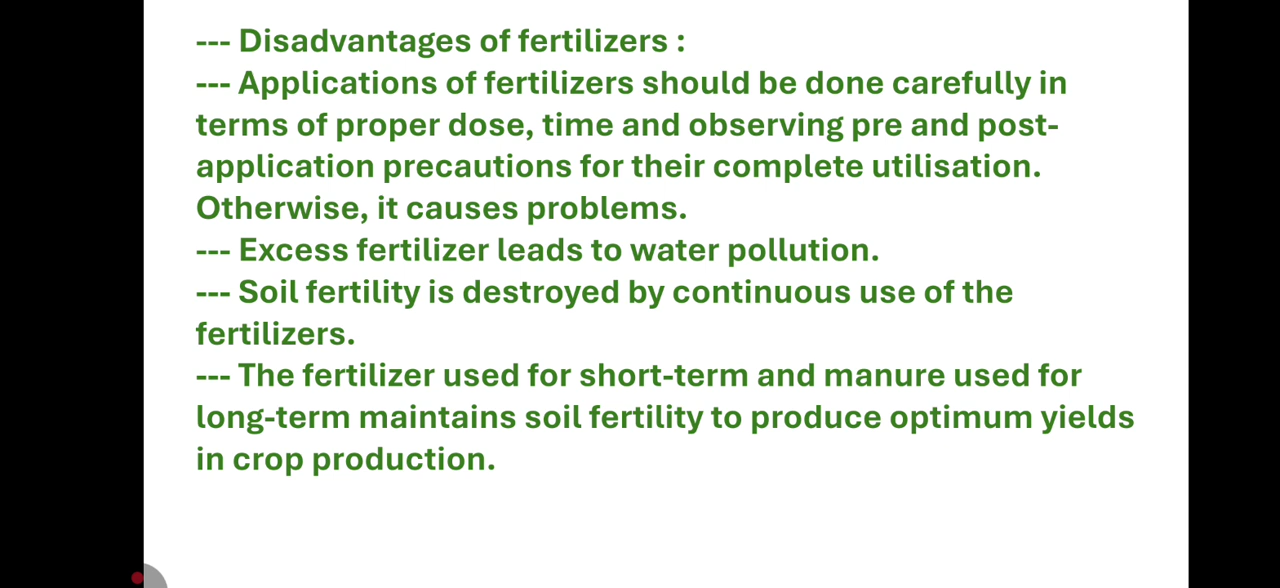 --- Disadvantages of fertilizers :
--- Applications of fertilizers should be done carefully in
terms of proper dose, time and observing pre and post-
application precautions for their complete utilisation.
Otherwise, it causes problems.
--- Excess fertilizer leads to water pollution.
--- Soil fertility is destroyed by continuous use of the
fertilizers.
--- The fertilizer used for short-term and manure used for
long-term maintains soil fertility to produce optimum yields
in crop production.